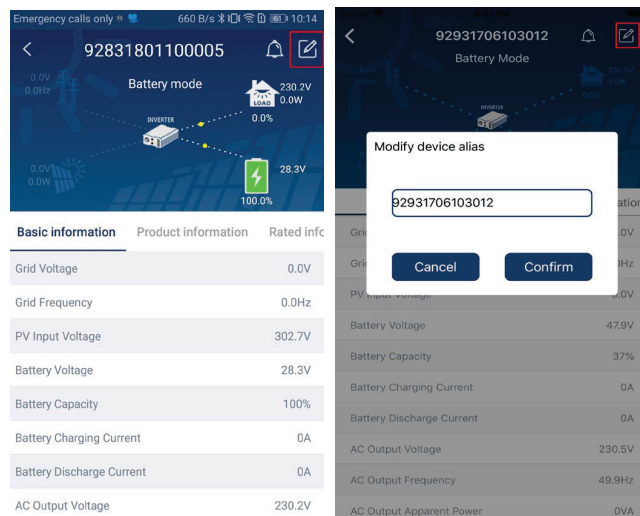 Emergency calls only
660 B/s
61
10:14
92831801100005
0.0V
0.0Hz
Battery mode
230.2V
LOAD
0.0W
INVERTER
0.0%
0.0V
0.0W
28.3V
100.0%
Basic information Product information Rated info
Grid Voltage 0.0V
Grid Frequency 0.0Hz
PV Input Voltage 302.7V
Battery Voltage 28.3V
Battery Capacity 100%
Battery Charging Current 0A
Battery Discharge Current 0A
AC Output Voltage 230.2V
92931706103012
Battery Mode
INVERTER
Modify device alias
92931706103012
Cancel Confirm
Battery Voltage 47.9V
Battery Capacity 37%
Battery Charging Current 0A
Battery Discharge Current 0A
AC Output Voltage 230.5V
AC Output Frequency 49.9Hz
AC Output Apparent Power 0VA